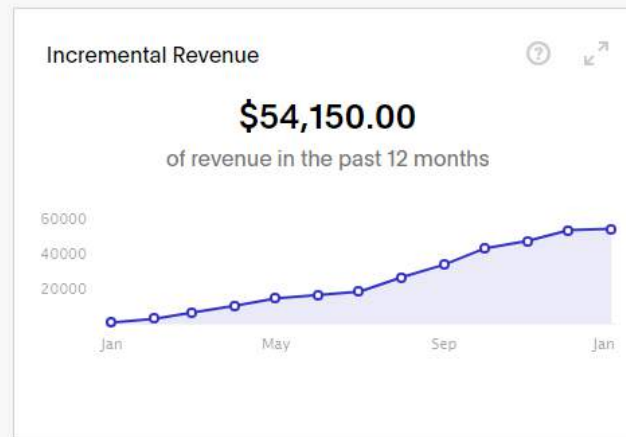 Incremental Revenue
$54,150.00
of revenue in the past 12 months
60000
40000
20000
Jan May Sep Jan